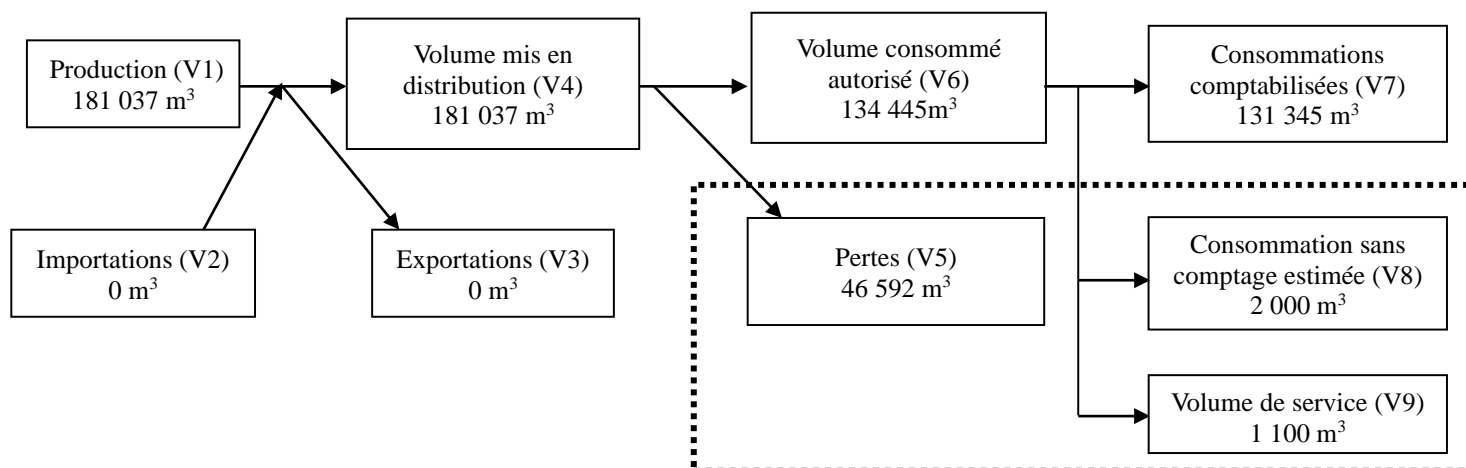 Production (V1)
181 037 m³
Volume mis en
distribution (V4)
181 037 m³
Volume consommé
autorisé (V6)
134 445m³
Consommations
comptabilisées (V7)
131 345 m³
Importations (V2)
0 m³
Exportations (V3)
0 m³
Pertes (V5)
46 592 m³
Consommation sans
comptage estimée (V8)
2 000 m³
Volume de service (V9)
1 100 m³